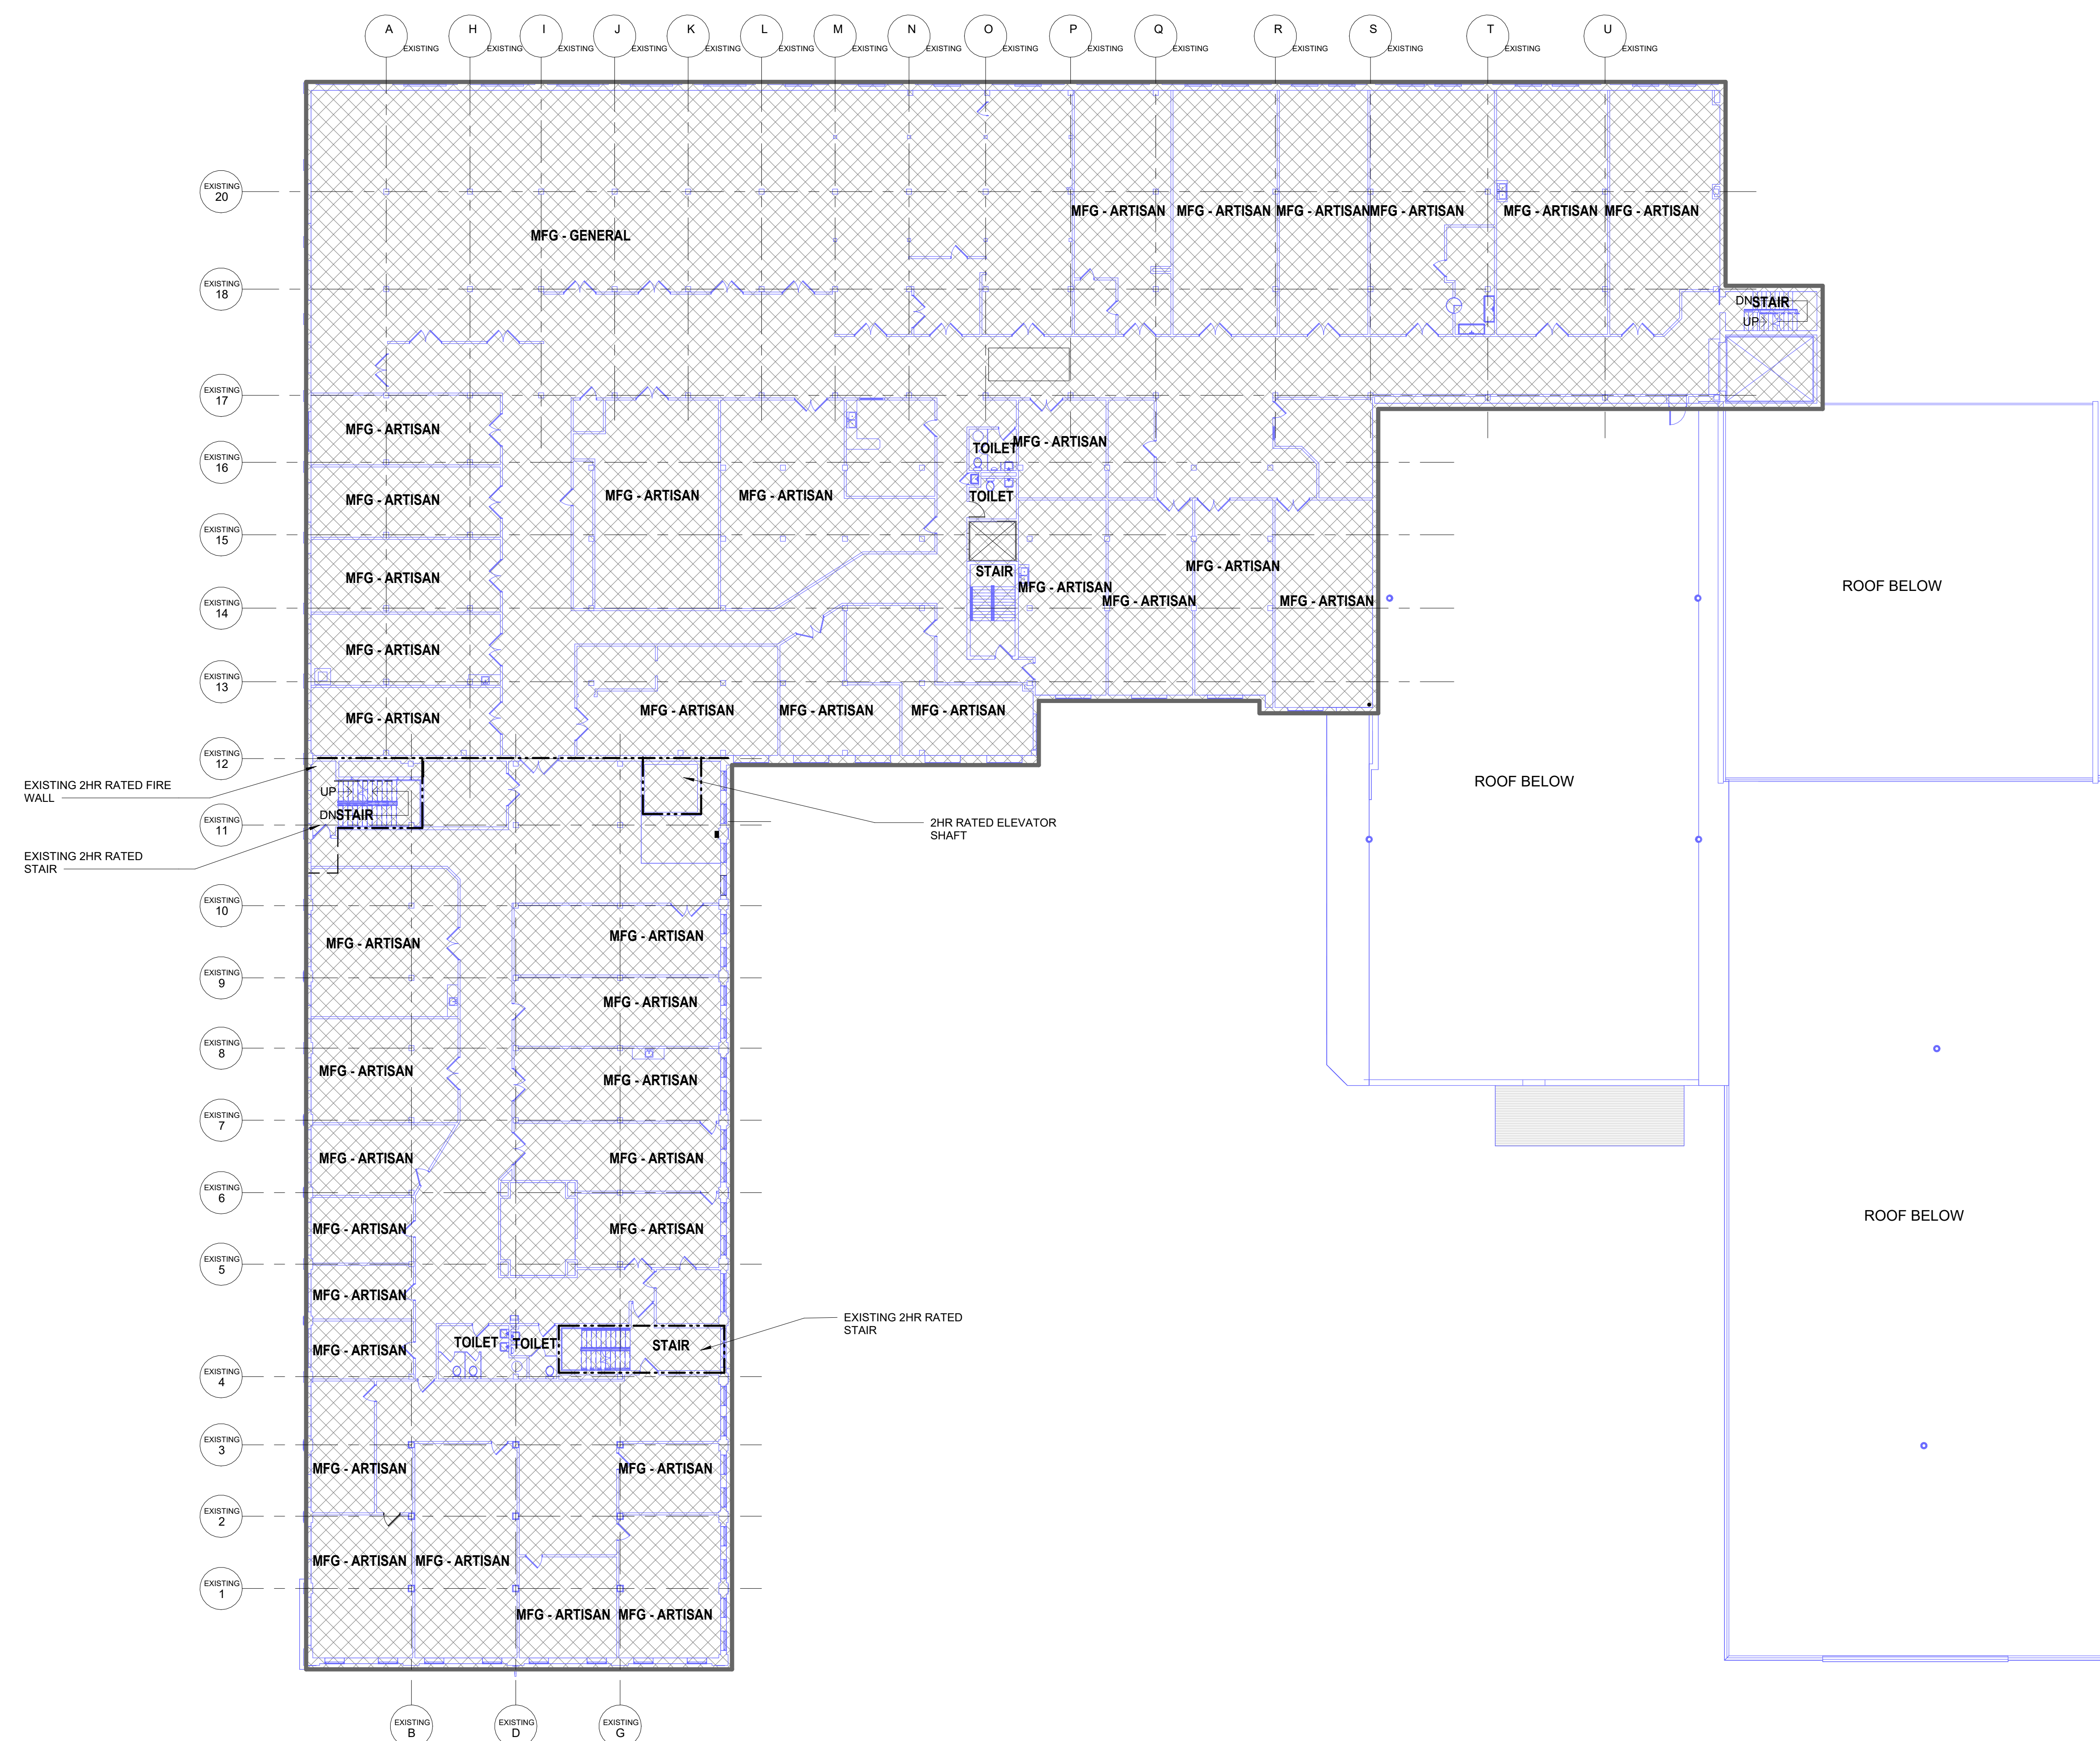 A H I J K L M N O P Q R S T U
EXISTING EXISTING EXISTING EXISTING EXISTING EXISTING EXISTING EXISTING EXISTING EXISTING EXISTING EXISTING EXISTING EXISTING EXISTING
EXISTING
20
MFG - ARTISAN MFG - ARTISAN MFG - ARTISAN MFG - ARTISAN MFG - ARTISAN MFG - ARTISAN
MFG - GENERAL
EXISTING
18
DN STAIR
UP
EXISTING
17
MFG - ARTISAN
MFG - ARTISAN
TOILET
EXISTING
16
MFG - ARTISAN
MFG - ARTISAN
MFG - ARTISAN
TOILET
EXISTING
15
MFG - ARTISAN
STAIR
MFG - ARTISAN
MFG - ARTISAN
MFG - ARTISAN
MFG - ARTISAN
ROOF BELOW
EXISTING
14
MFG - ARTISAN
EXISTING
13
MFG - ARTISAN
MFG - ARTISAN
MFG - ARTISAN
MFG - ARTISAN
EXISTING
12
ROOF BELOW
EXISTING 2HR RATED FIRE
WALL
UP
DN STAIR
EXISTING
11
2HR RATED ELEVATOR
SHAFT
EXISTING 2HR RATED
STAIR
EXISTING
10
MFG - ARTISAN
MFG - ARTISAN
EXISTING
9
MFG - ARTISAN
EXISTING
8
MFG - ARTISAN
MFG - ARTISAN
EXISTING
7
MFG - ARTISAN
MFG - ARTISAN
EXISTING
6
MFG - ARTISAN
MFG - ARTISAN
ROOF BELOW
EXISTING
5
MFG - ARTISAN
EXISTING 2HR RATED
STAIR
MFG - ARTISAN
TOILET
TOILET
STAIR
EXISTING
4
EXISTING
3
MFG - ARTISAN
MFG - ARTISAN
EXISTING
2
MFG - ARTISAN
MFG - ARTISAN
EXISTING
1
MFG - ARTISAN
MFG - ARTISAN
EXISTING
B
EXISTING
D
EXISTING
G